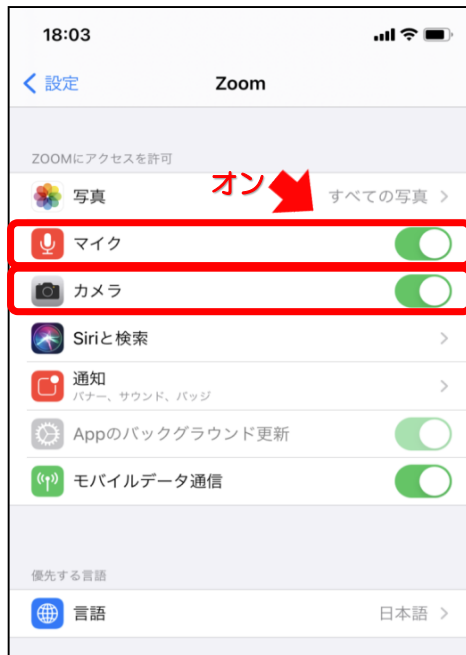 18:03
設定
Zoom
ZOOMにアクセスを許可
オン
写真
すべての写真
マイク
カメラ
Siriと検索
通知
バナー、サウンド、バッジ
Appのバックグラウンド更新
モバイルデータ通信
優先する言語
言語
日本語